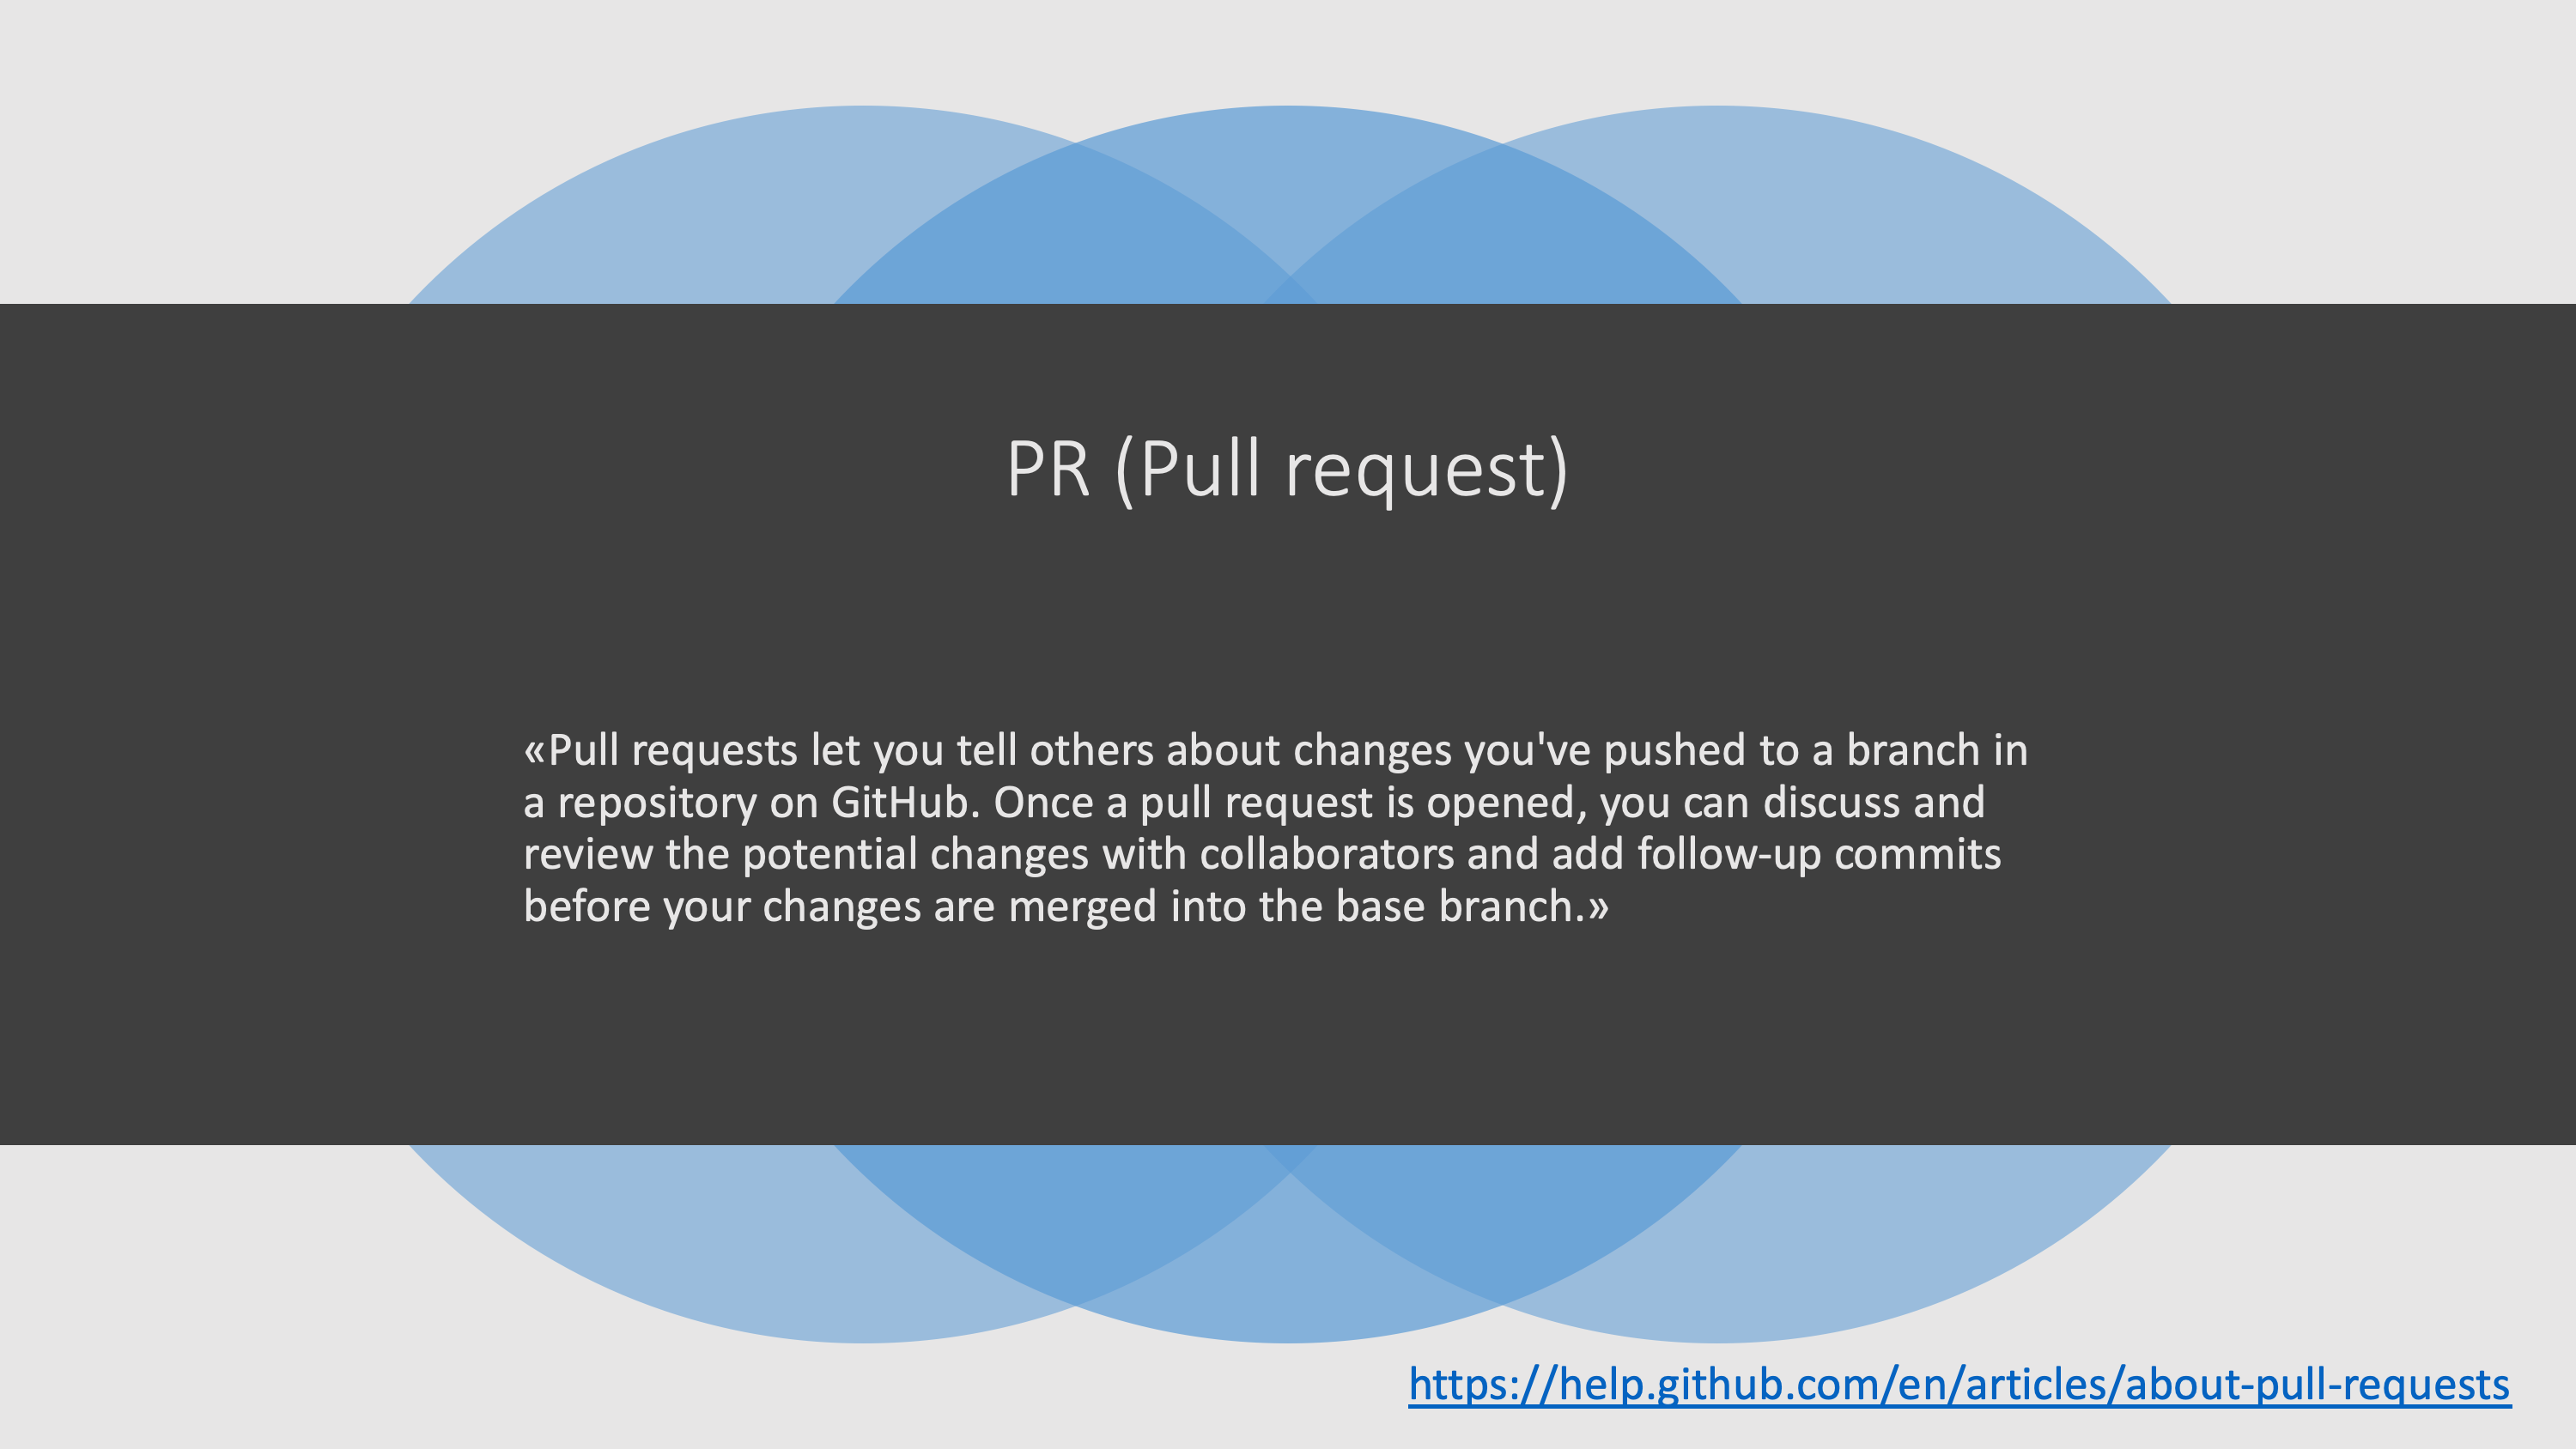 PR (Pull request)
«Pull requests let you tell others about changes you've pushed to a branch in
a repository on GitHub. Once a pull request is opened, you can discuss and
review the potential changes with collaborators and add follow-up commits
before your changes are merged into the base branch.»
https://help.github.com/en/articles/about-pull-requests